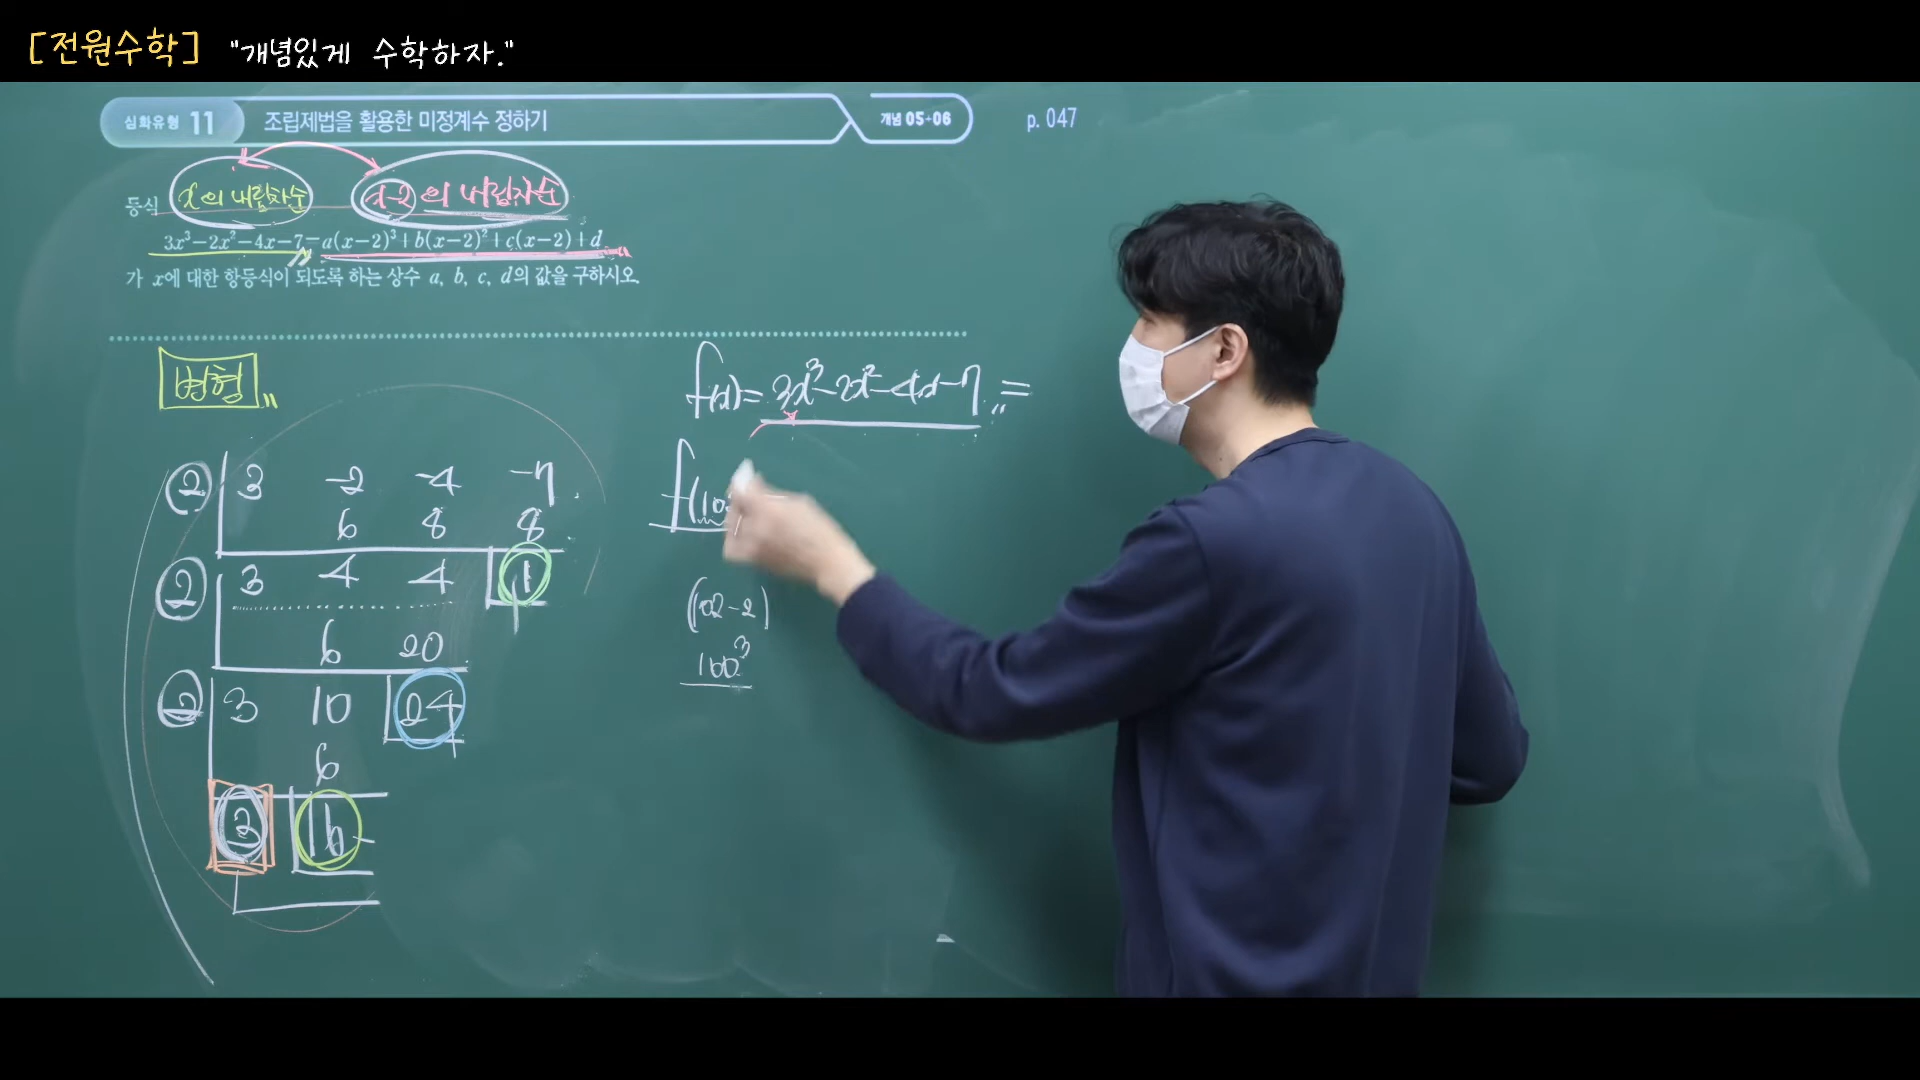 [전원수학] "개념있게 수학하자."
심화유형 11 조립제법을 활용한 미정계수 정하기 개념 05+06 p. 047
x의 내림차순 x-2의 내림차순
등식
3x³-2x²-4x-7=a(x-2)³+b(x-2)²+c(x-2)+d
가 x에 대한 항등식이 되도록 하는 상수 a, b, c, d의 값을 구하시오.
변형
f(x)=3x³-2x²-4x-7 =
2 3 -2 -4 -7
6 8 8
2 3 4 4 1
6 20
2 3 10 24
6
3 16
f(10
(102-2)
100³